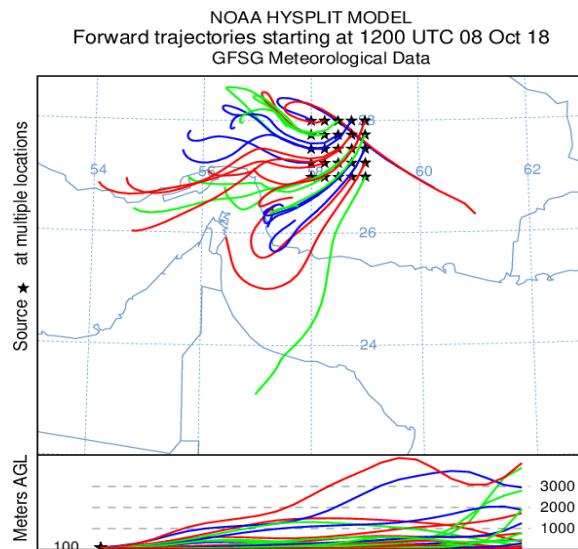 NOAA HYSPLIT MODEL
Forward trajectories starting at 1200 UTC 08 Oct 18
GFSG Meteorological Data
Source ★ at multiple locations
54
60
62
26
24
Meters AGL
100
3000
2000
1000